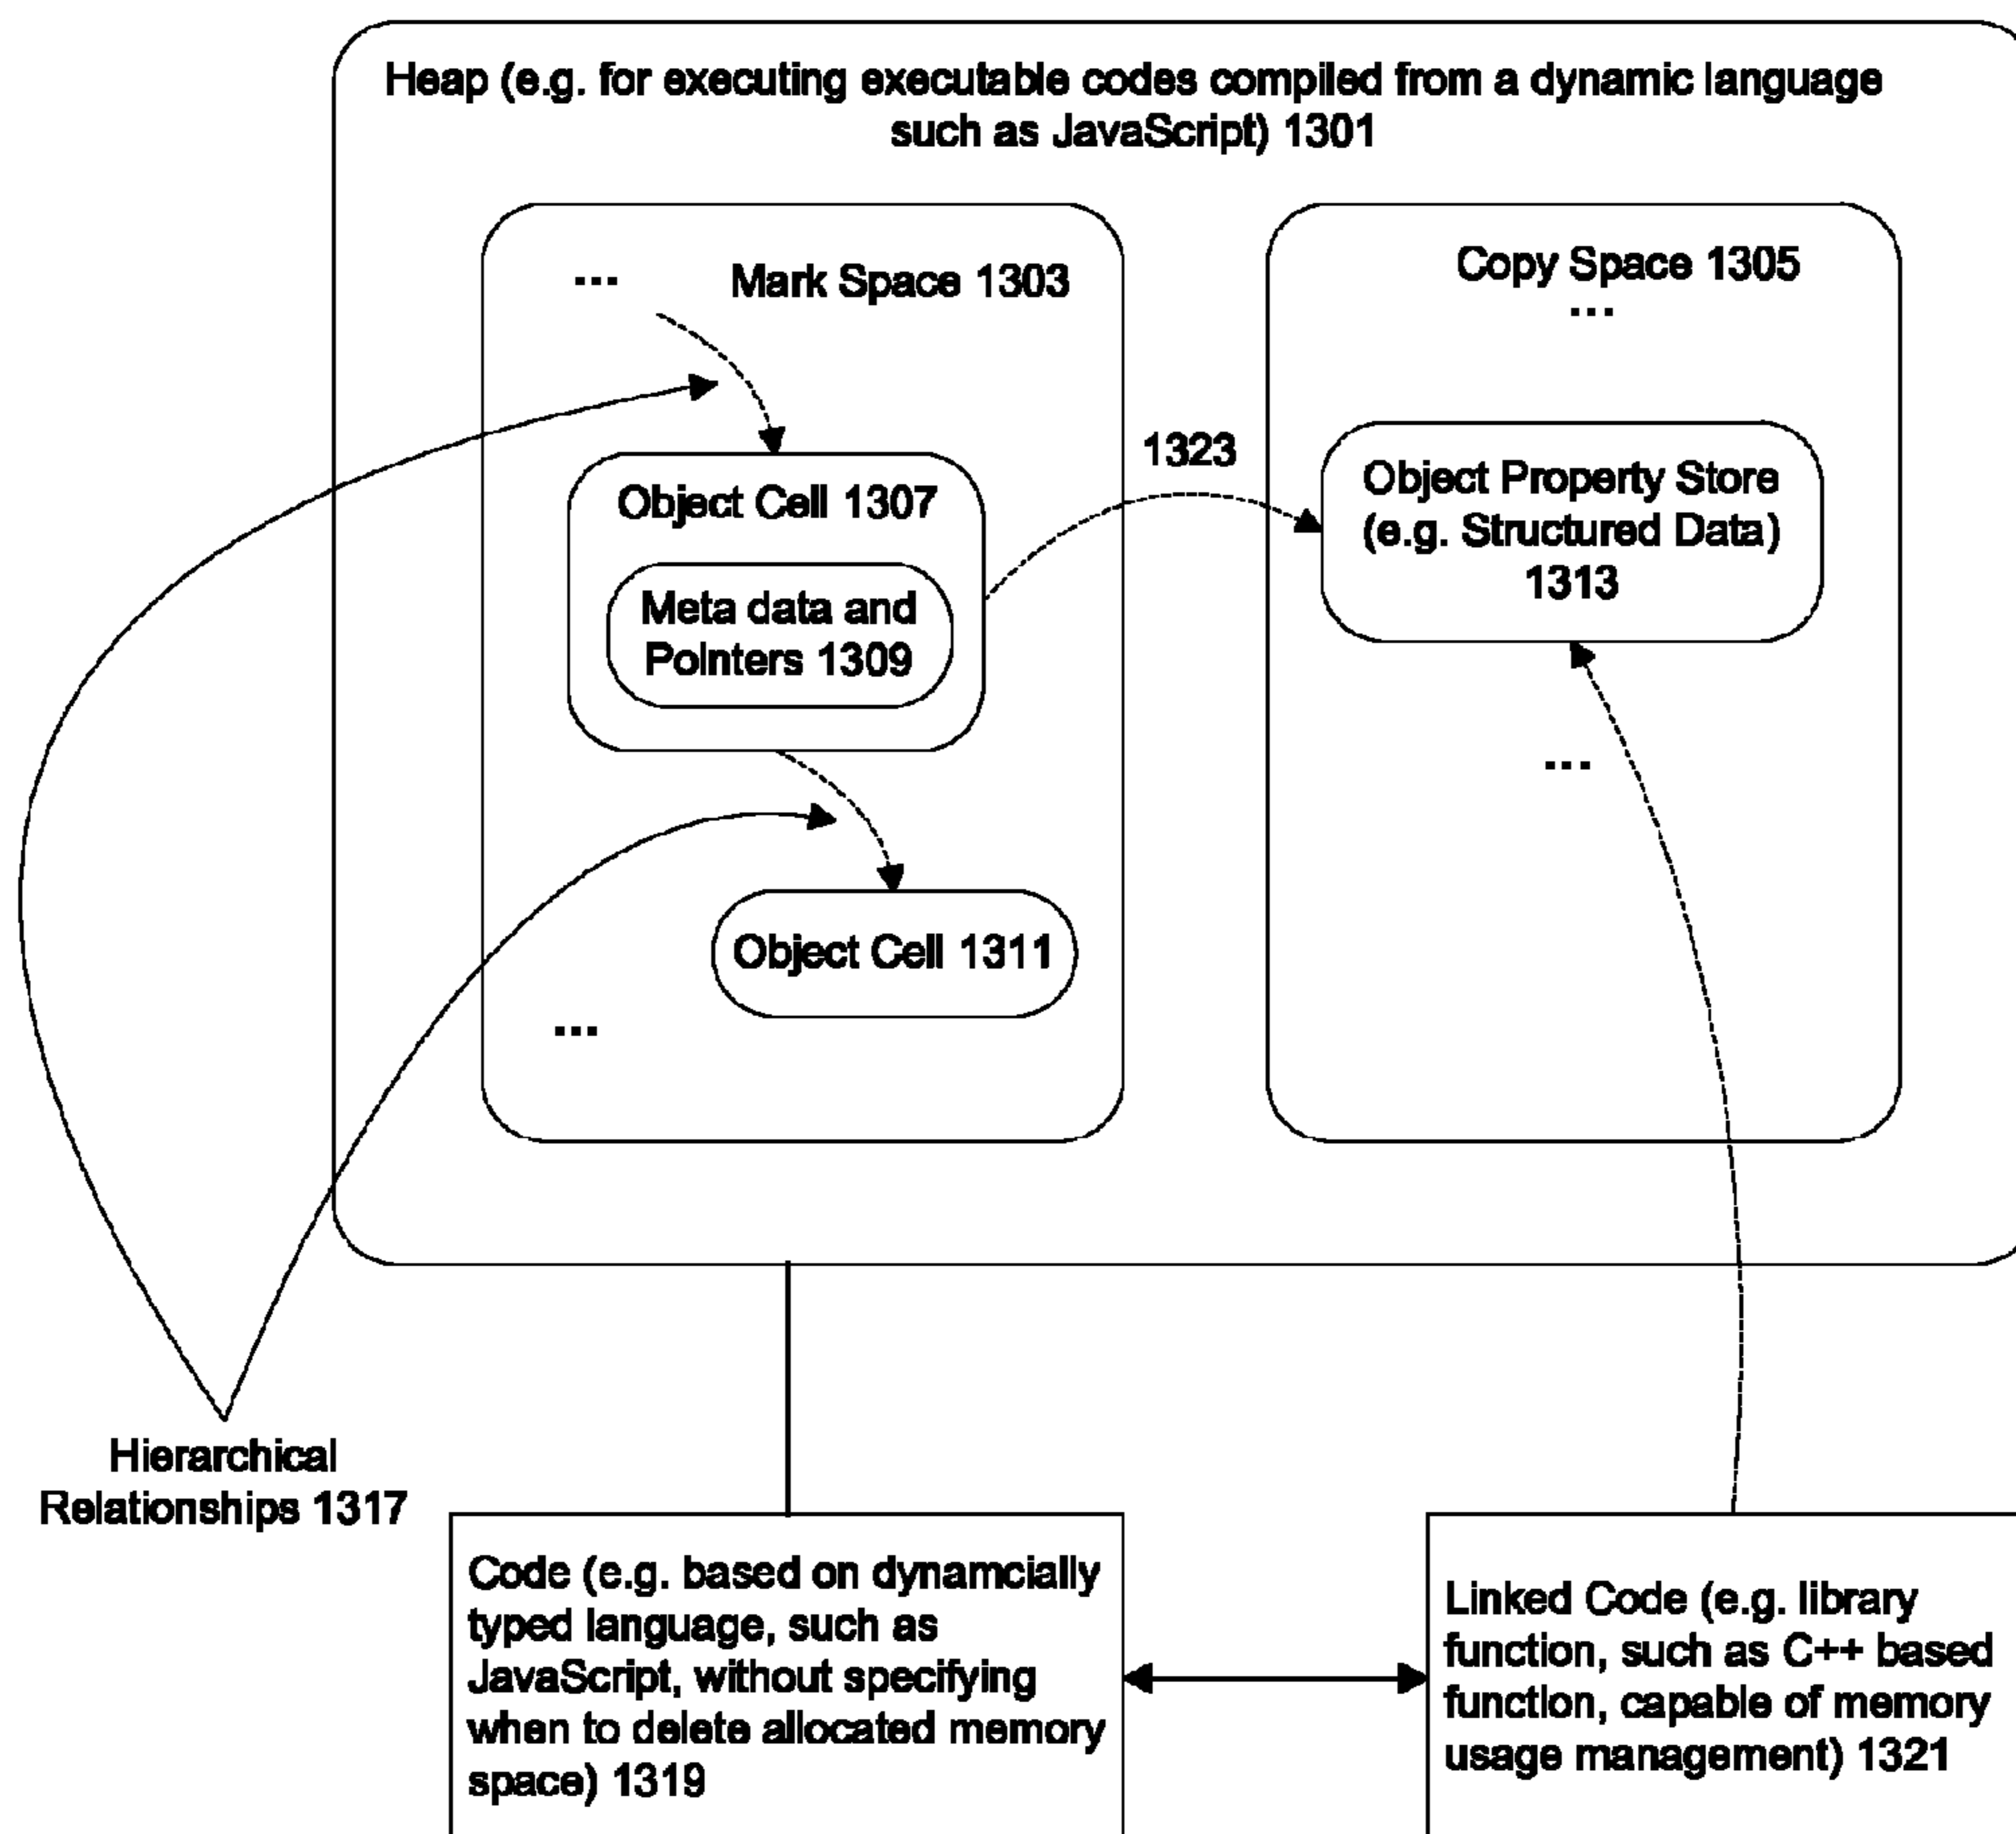 Heap (e.g. for executing executable codes compiled from a dynamic language
such as JavaScript) 1301
...
Mark Space 1303
Copy Space 1305
...
1323
Object Cell 1307
Meta data and
Pointers 1309
Object Property Store
(e.g. Structured Data)
1313
...
Object Cell 1311
...
Hierarchical
Relationships 1317
Code (e.g. based on dynamcially
typed language, such as
JavaScript, without specifying
when to delete allocated memory
space) 1319
Linked Code (e.g. library
function, such as C++ based
function, capable of memory
usage management) 1321